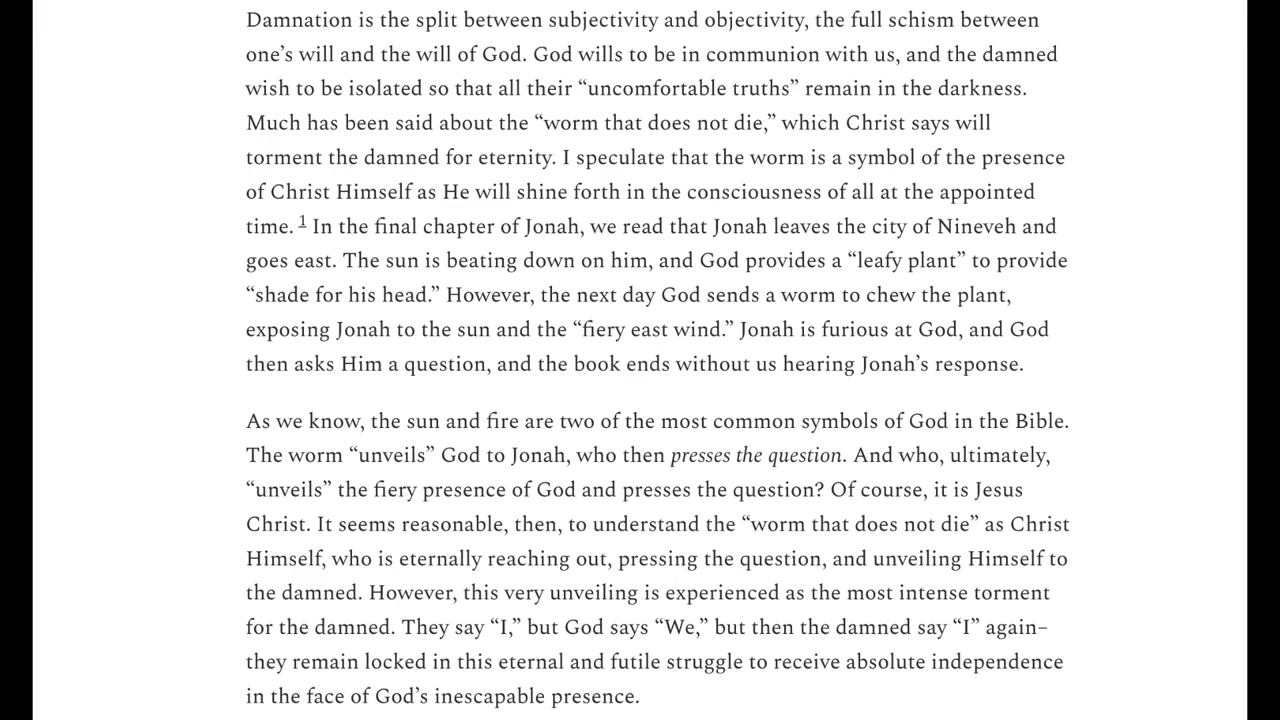 Damnation is the split between subjectivity and objectivity, the full schism between
one’s will and the will of God. God wills to be in communion with us, and the damned
wish to be isolated so that all their “uncomfortable truths” remain in the darkness.
Much has been said about the “worm that does not die,” which Christ says will
torment the damned for eternity. I speculate that the worm is a symbol of the presence
of Christ Himself as He will shine forth in the consciousness of all at the appointed
time. 1 In the final chapter of Jonah, we read that Jonah leaves the city of Nineveh and
goes east. The sun is beating down on him, and God provides a “leafy plant” to provide
“shade for his head.” However, the next day God sends a worm to chew the plant,
exposing Jonah to the sun and the “fiery east wind.” Jonah is furious at God, and God
then asks Him a question, and the book ends without us hearing Jonah’s response.
As we know, the sun and fire are two of the most common symbols of God in the Bible.
The worm “unveils” God to Jonah, who then presses the question. And who, ultimately,
“unveils” the fiery presence of God and presses the question? Of course, it is Jesus
Christ. It seems reasonable, then, to understand the “worm that does not die” as Christ
Himself, who is eternally reaching out, pressing the question, and unveiling Himself to
the damned. However, this very unveiling is experienced as the most intense torment
for the damned. They say “I,” but God says “We,” but then the damned say “I” again–
they remain locked in this eternal and futile struggle to receive absolute independence
in the face of God’s inescapable presence.